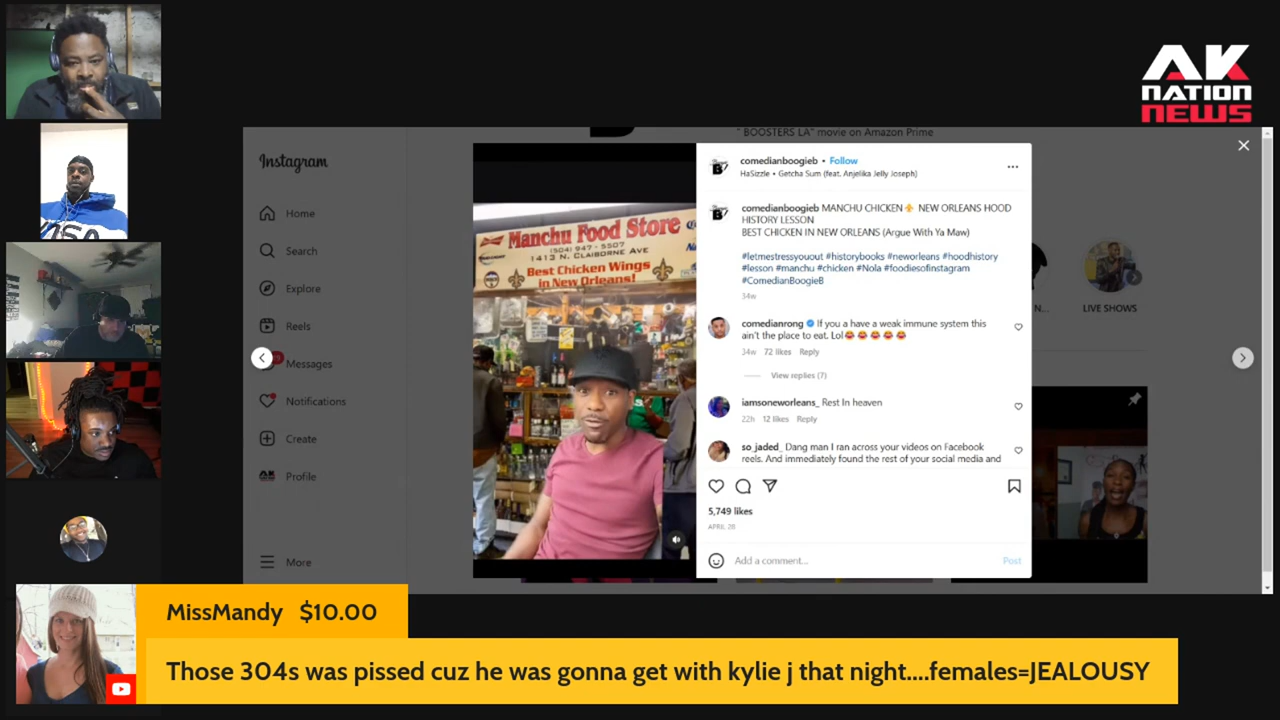 AK
NATION
NEWS
" BOOSTERS LA" movie on Amazon Prime
Instagram
Home
Search
Explore
Reels
Messages
Notifications
Create
Profile
More
Manchu Food Store
(504) 947 - 5507
1413 N. CLAIBORNE AVE
Best Chicken Wings
in New Orleans!
comedianboogieb • Follow
HaSizzle • Getcha Sum (feat. Anjelika Jelly Joseph)
comedianboogieb MANCHU CHICKEN⚜️ NEW ORLEANS HOOD
HISTORY LESSON
BEST CHICKEN IN NEW ORLEANS (Argue With Ya Maw)
#letmestressyouout #historybooks #neworleans #hoodhistory
#lesson #manchu #chicken #Nola #foodiesofinstagram
#ComedianBoogieB
34w
comedianrong If you a have a weak immune system this
ain't the place to eat. Lol😂😂😂😂😂
34w 72 likes Reply
View replies (7)
iamsoneworleans_ Rest In heaven
22h 12 likes Reply
so_jaded_ Dang man I ran across your videos on Facebook
reels. And immediately found the rest of your social media and
5,749 likes
APRIL 26
Add a comment...
Post
N...
LIVE SHOWS
MissMandy $10.00
Those 304s was pissed cuz he was gonna get with kylie j that night....females=JEALOUSY